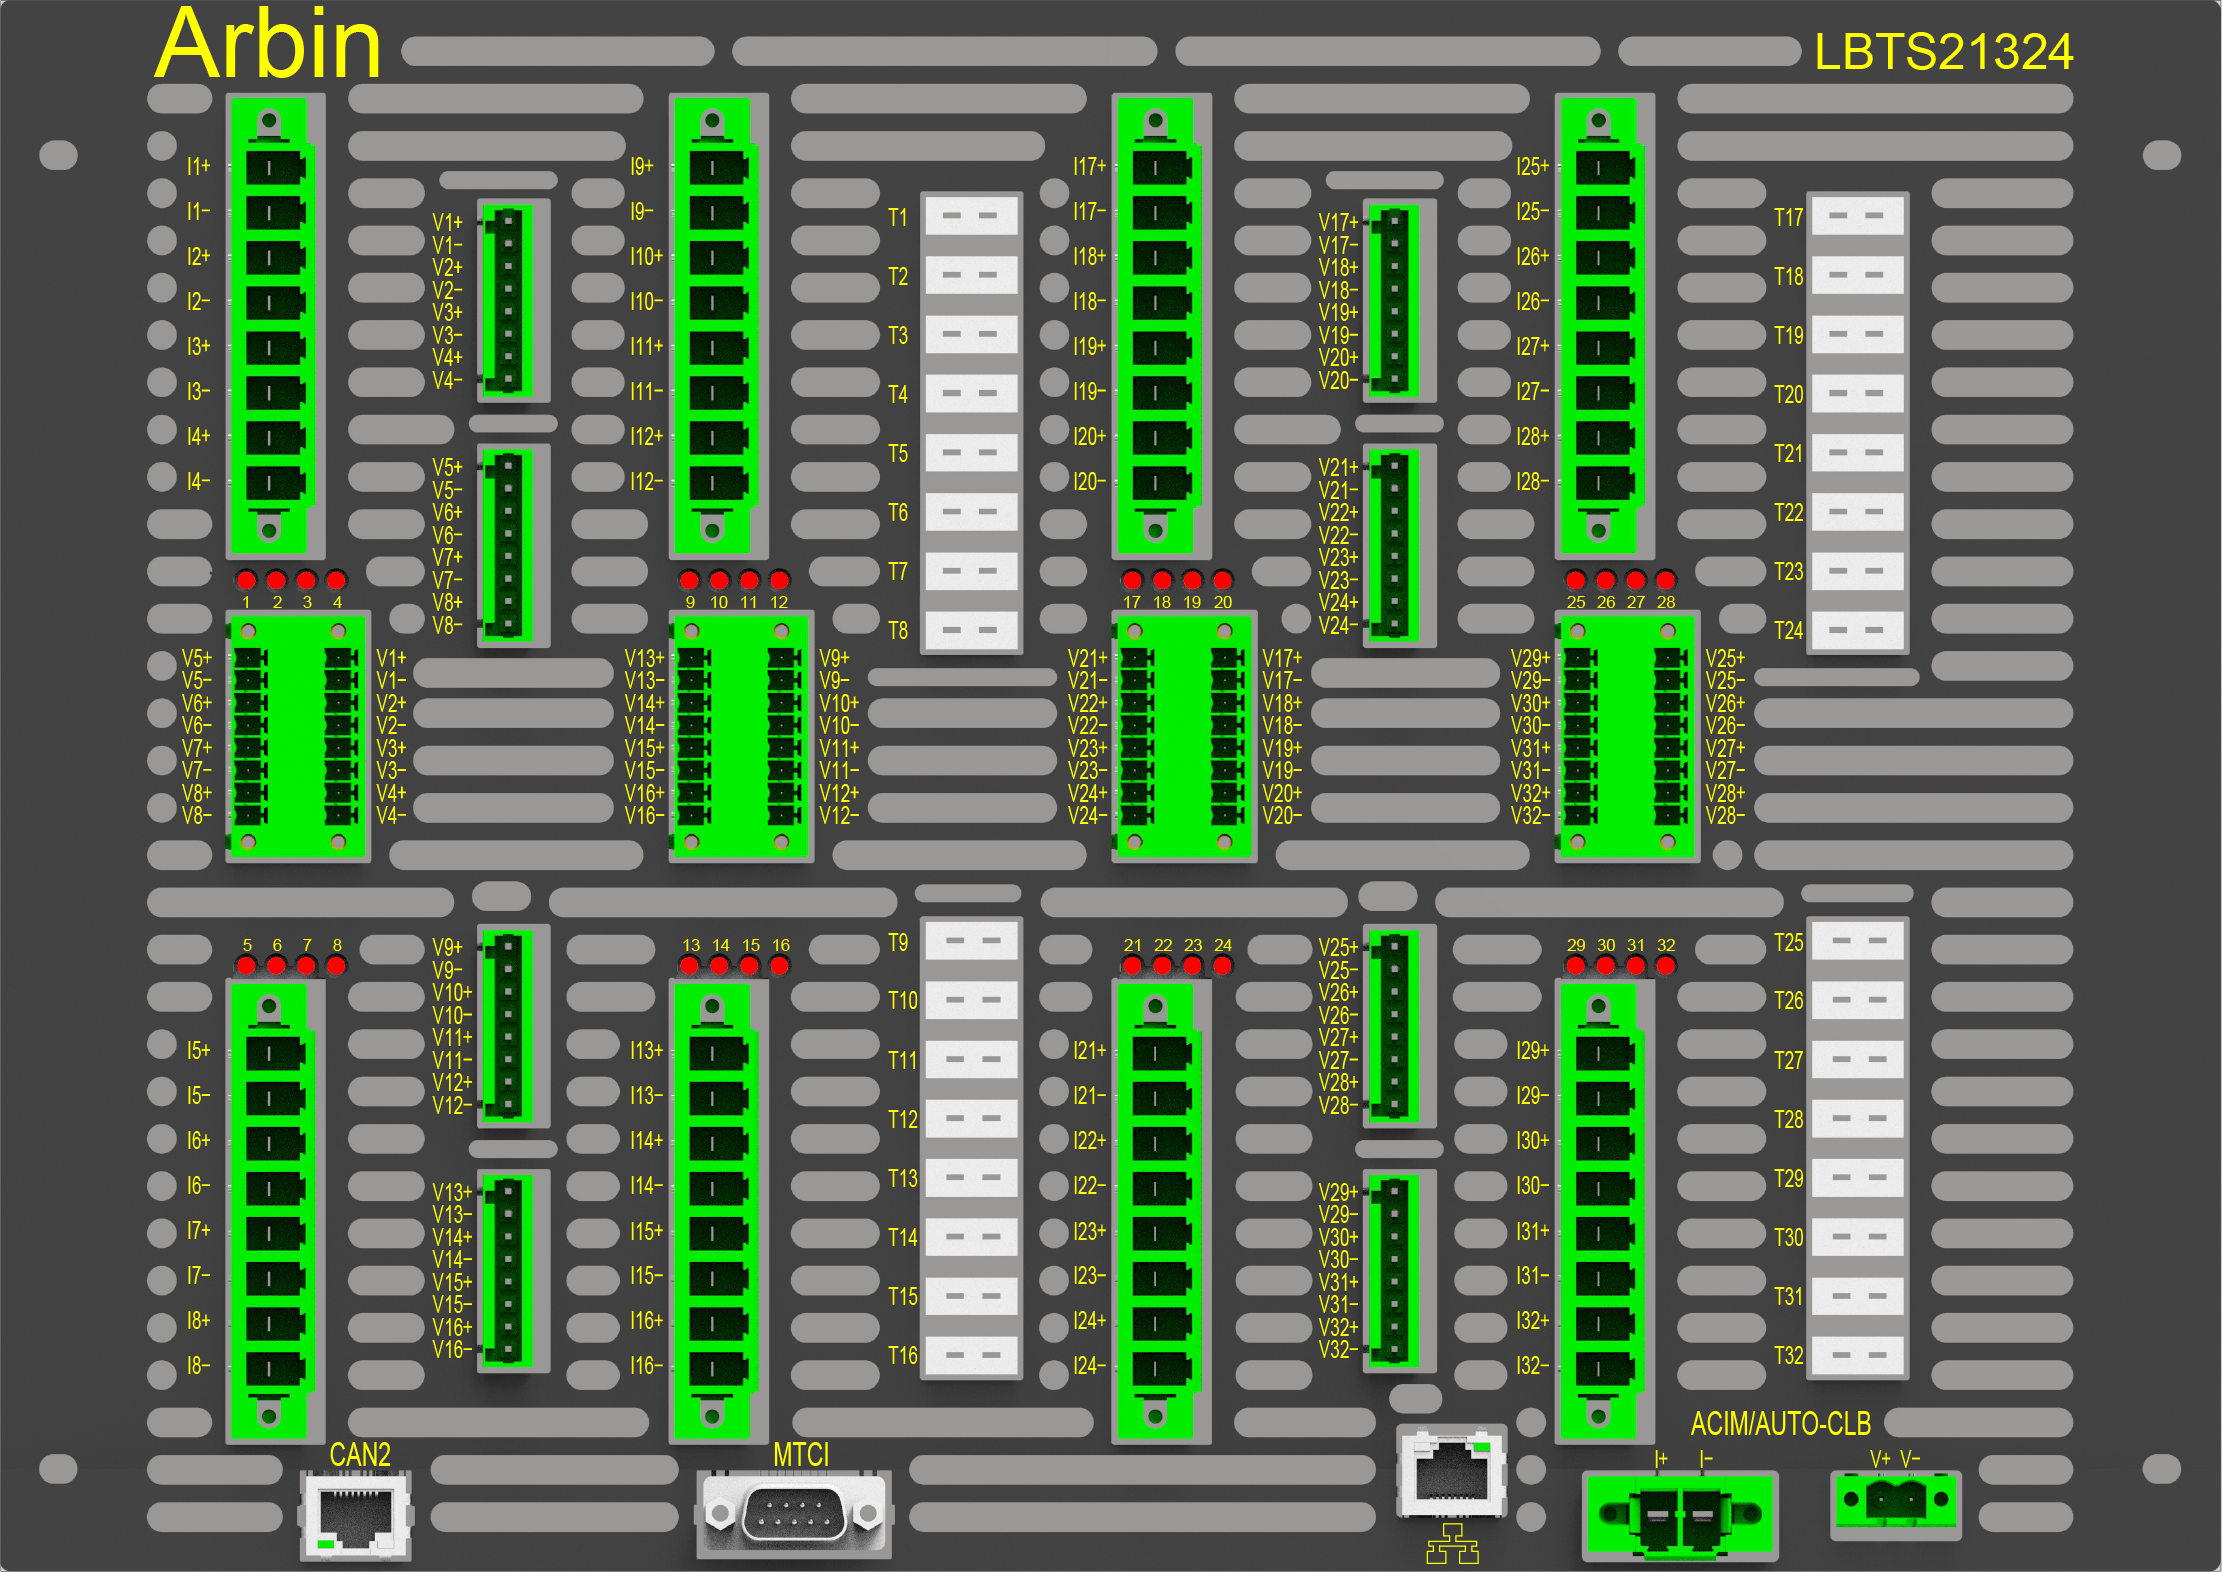 Arbin
LBTS21324
I1+
I1-
I2+
I2-
I3+
I3-
I4+
I4-
V1+
V1-
V2+
V2-
V3+
V3-
V4+
V4-
V5+
V5-
V6+
V6-
V7+
V7-
V8+
V8-
I9+
I9-
I10+
I10-
I11+
I11-
I12+
I12-
T1
T2
T3
T4
T5
T6
T7
T8
I17+
I17-
I18+
I18-
I19+
I19-
I20+
I20-
V17+
V17-
V18+
V18-
V19+
V19-
V20+
V20-
V21+
V21-
V22+
V22-
V23+
V23-
V24+
V24-
I25+
I25-
I26+
I26-
I27+
I27-
I28+
I28-
T17
T18
T19
T20
T21
T22
T23
T24
1 2 3 4
9 10 11 12
17 18 19 20
25 26 27 28
V5+
V5-
V6+
V6-
V7+
V7-
V8+
V8-
V1+
V1-
V2+
V2-
V3+
V3-
V4+
V4-
V13+
V13-
V14+
V14-
V15+
V15-
V16+
V16-
V9+
V9-
V10+
V10-
V11+
V11-
V12+
V12-
V21+
V21-
V22+
V22-
V23+
V23-
V24+
V24-
V17+
V17-
V18+
V18-
V19+
V19-
V20+
V20-
V29+
V29-
V30+
V30-
V31+
V31-
V32+
V32-
V25+
V25-
V26+
V26-
V27+
V27-
V28+
V28-
5 6 7 8
13 14 15 16
21 22 23 24
29 30 31 32
I5+
I5-
I6+
I6-
I7+
I7-
I8+
I8-
V9+
V9-
V10+
V10-
V11+
V11-
V12+
V12-
V13+
V13-
V14+
V14-
V15+
V15-
V16+
V16-
I13+
I13-
I14+
I14-
I15+
I15-
I16+
I16-
T9
T10
T11
T12
T13
T14
T15
T16
I21+
I21-
I22+
I22-
I23+
I23-
I24+
I24-
V25+
V25-
V26+
V26-
V27+
V27-
V28+
V28-
V29+
V29-
V30+
V30-
V31+
V31-
V32+
V32-
I29+
I29-
I30+
I30-
I31+
I31-
I32+
I32-
T25
T26
T27
T28
T29
T30
T31
T32
CAN2
MTCI
ACIM/AUTO-CLB
I+ I-
V+ V-